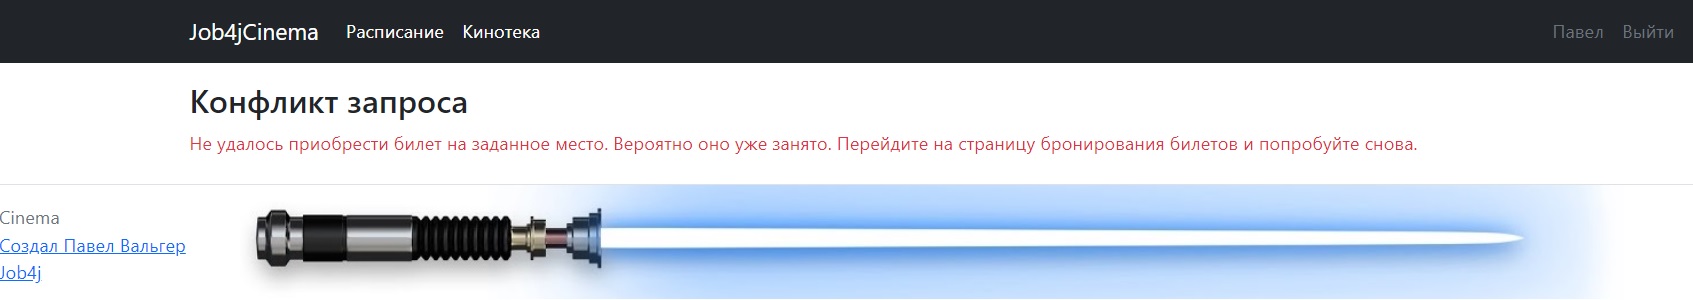 Job4jCinema Расписание Кинотека Павел Выйти
Конфликт запроса
Не удалось приобрести билет на заданное место. Вероятно оно уже занято. Перейдите на страницу бронирования билетов и попробуйте снова.
Cinema
Создал Павел Вальгер
Job4j